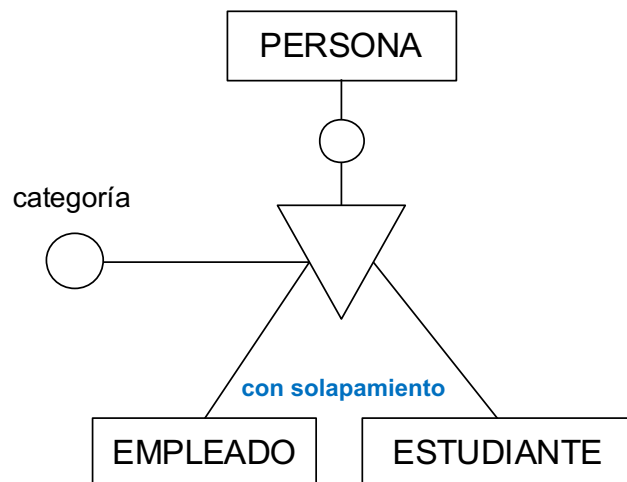 PERSONA
categoría
con solapamiento
EMPLEADO
ESTUDIANTE